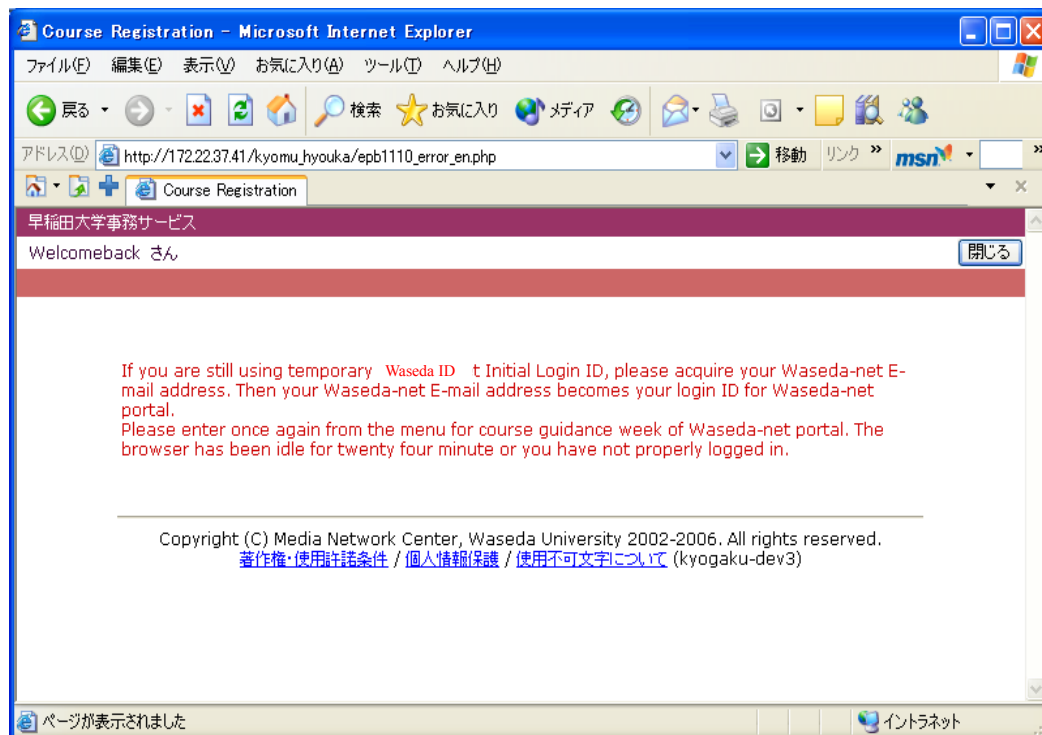 Course Registration - Microsoft Internet Explorer
ファイル(F) 編集(E) 表示(V) お気に入り(A) ツール(T) ヘルプ(H)
戻る 検索 お気に入り メディア
アドレス(D) http://172.22.37.41/kyomu_hyouka/epb1110_error_en.php 移動 リンク » msn »
Course Registration
早稲田大学事務サービス
Welcomeback さん 閉じる
If you are still using temporary Waseda ID t Initial Login ID, please acquire your Waseda-net E-
mail address. Then your Waseda-net E-mail address becomes your login ID for Waseda-net
portal.
Please enter once again from the menu for course guidance week of Waseda-net portal. The
browser has been idle for twenty four minute or you have not properly logged in.
Copyright (C) Media Network Center, Waseda University 2002-2006. All rights reserved.
著作権・使用許諾条件 / 個人情報保護 / 使用不可文字について (kyogaku-dev3)
ページが表示されました イントラネット